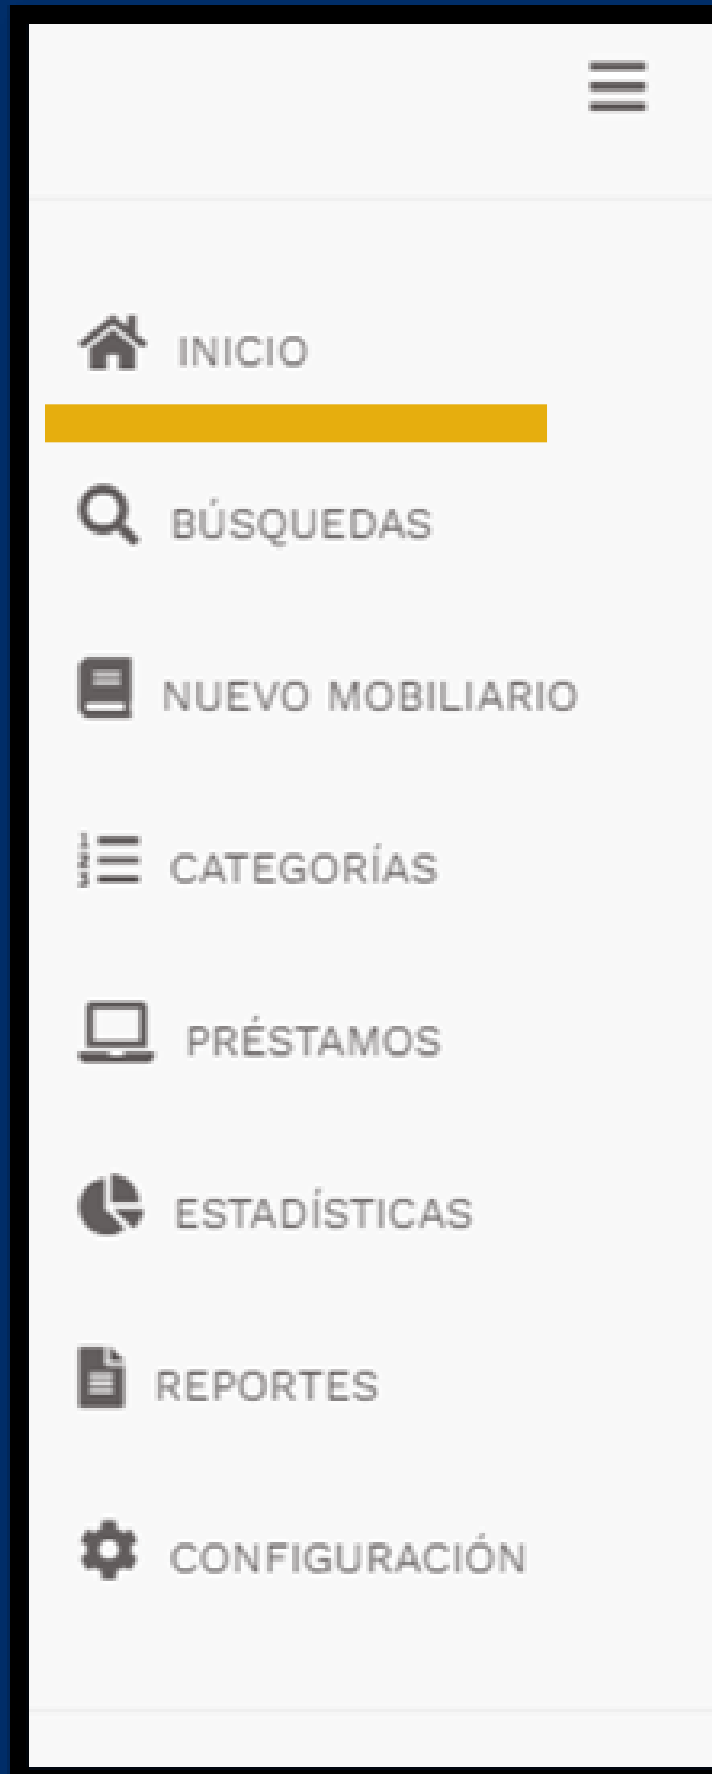 INICIO
BÚSQUEDAS
NUEVO MOBILIARIO
CATEGORÍAS
PRÉSTAMOS
ESTADÍSTICAS
REPORTES
CONFIGURACIÓN